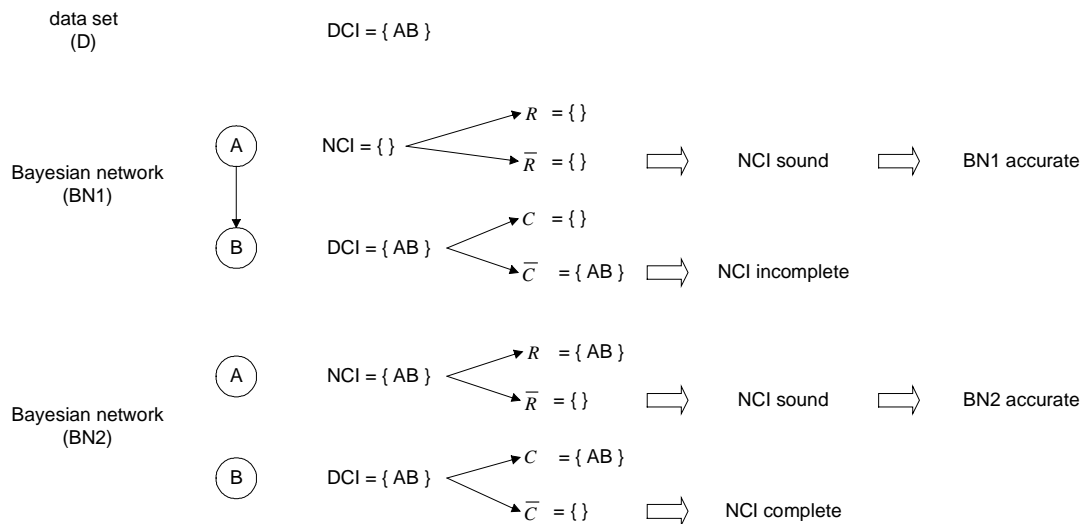 data set
(D)
DCI = { AB }
R = { }
A
NCI = { }
R̅ = { }
NCI sound
BN1 accurate
Bayesian network
(BN1)
C = { }
B
DCI = { AB }
C̅ = { AB }
NCI incomplete
R = { AB }
A
NCI = { AB }
R̅ = { }
NCI sound
BN2 accurate
Bayesian network
(BN2)
C = { AB }
B
DCI = { AB }
C̅ = { }
NCI complete